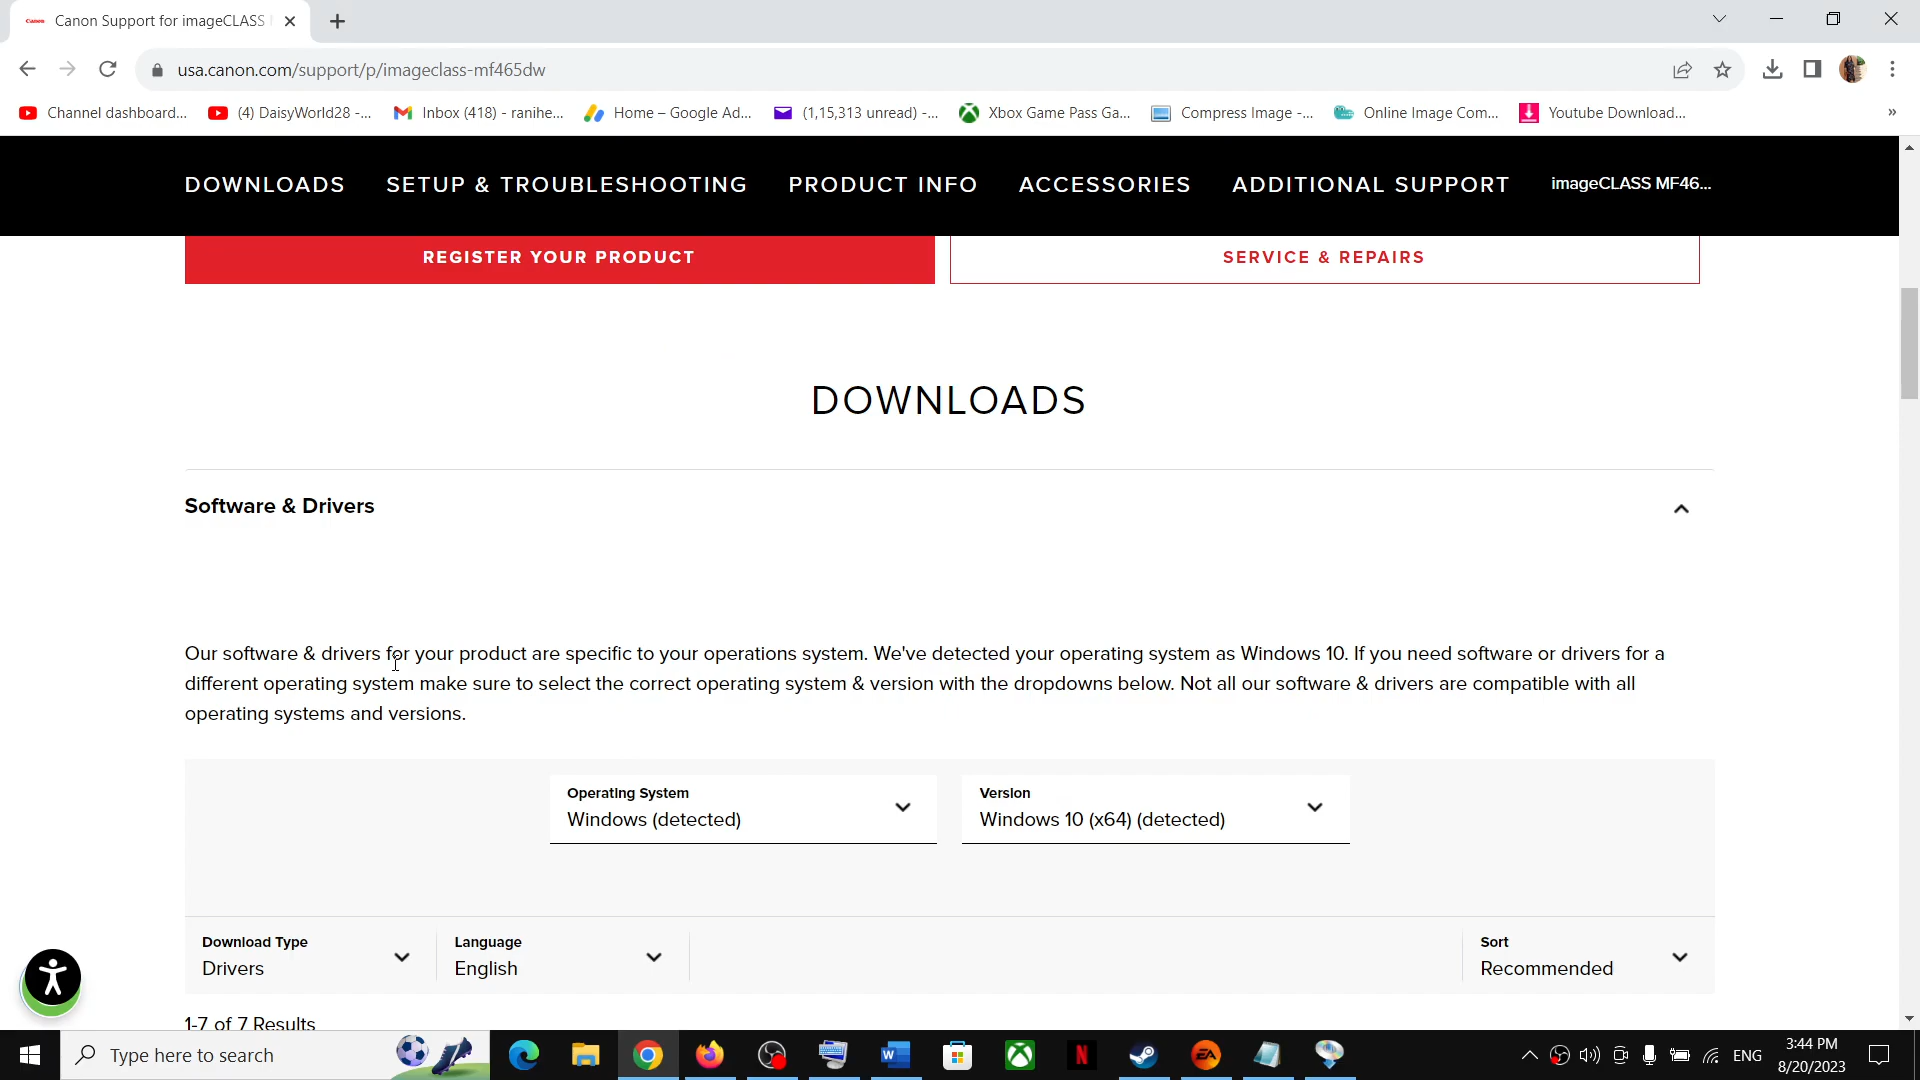 Canon Support for imageCLASS
usa.canon.com/support/p/imageclass-mf465dw
Channel dashboard... (4) DaisyWorld28 -... Inbox (418) - ranihe... Home – Google Ad... (1,15,313 unread) -... Xbox Game Pass Ga... Compress Image -... Online Image Com... Youtube Download... »
DOWNLOADS SETUP & TROUBLESHOOTING PRODUCT INFO ACCESSORIES ADDITIONAL SUPPORT imageCLASS MF46...
REGISTER YOUR PRODUCT SERVICE & REPAIRS
DOWNLOADS
Software & Drivers
Our software & drivers for your product are specific to your operations system. We've detected your operating system as Windows 10. If you need software or drivers for a
different operating system make sure to select the correct operating system & version with the dropdowns below. Not all our software & drivers are compatible with all
operating systems and versions.
Operating System Version
Windows (detected) Windows 10 (x64) (detected)
Download Type Language Sort
Drivers English Recommended
1-7 of 7 Results
Type here to search ENG 3:44 PM
8/20/2023